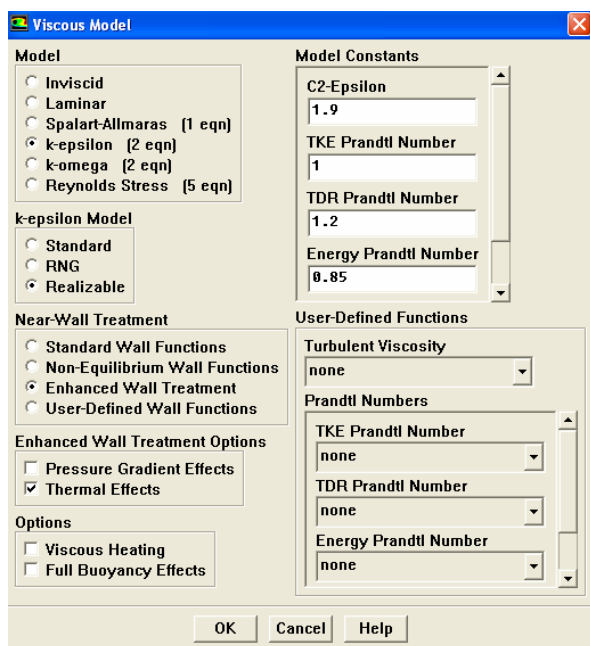 Viscous Model
Model
Inviscid
Laminar
Spalart-Allmaras (1 eqn)
k-epsilon (2 eqn)
k-omega (2 eqn)
Reynolds Stress (5 eqn)
k-epsilon Model
Standard
RNG
Realizable
Near-Wall Treatment
Standard Wall Functions
Non-Equilibrium Wall Functions
Enhanced Wall Treatment
User-Defined Wall Functions
Enhanced Wall Treatment Options
Pressure Gradient Effects
Thermal Effects
Options
Viscous Heating
Full Buoyancy Effects
Model Constants
C2-Epsilon
1.9
TKE Prandtl Number
1
TDR Prandtl Number
1.2
Energy Prandtl Number
0.85
User-Defined Functions
Turbulent Viscosity
none
Prandtl Numbers
TKE Prandtl Number
none
TDR Prandtl Number
none
Energy Prandtl Number
none
OK
Cancel
Help